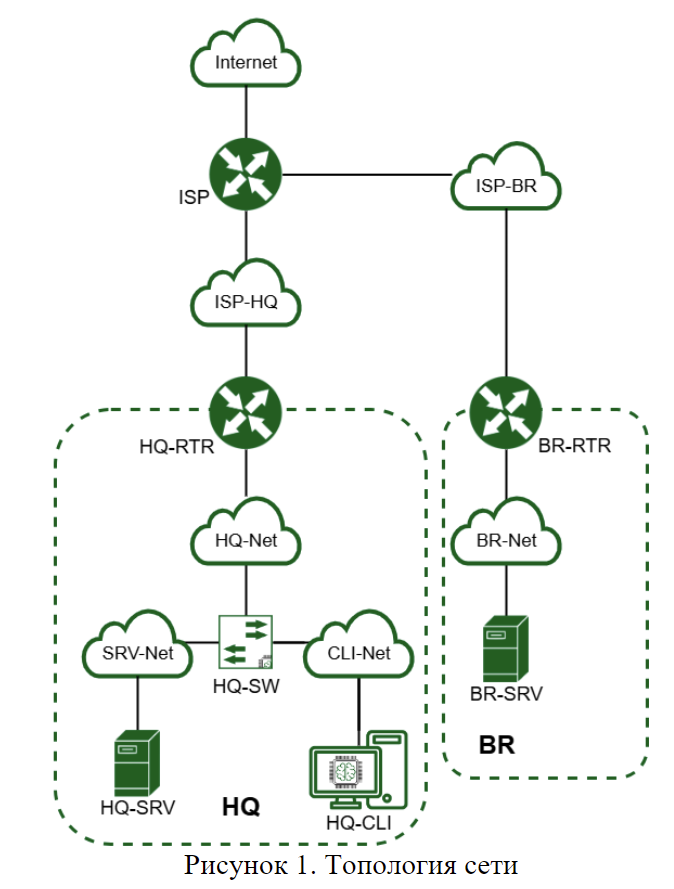 Internet
ISP
ISP-BR
ISP-HQ
HQ-RTR
BR-RTR
HQ-Net
BR-Net
SRV-Net
CLI-Net
HQ-SW
BR-SRV
BR
HQ-SRV
HQ
HQ-CLI
Рисунок 1. Топология сети